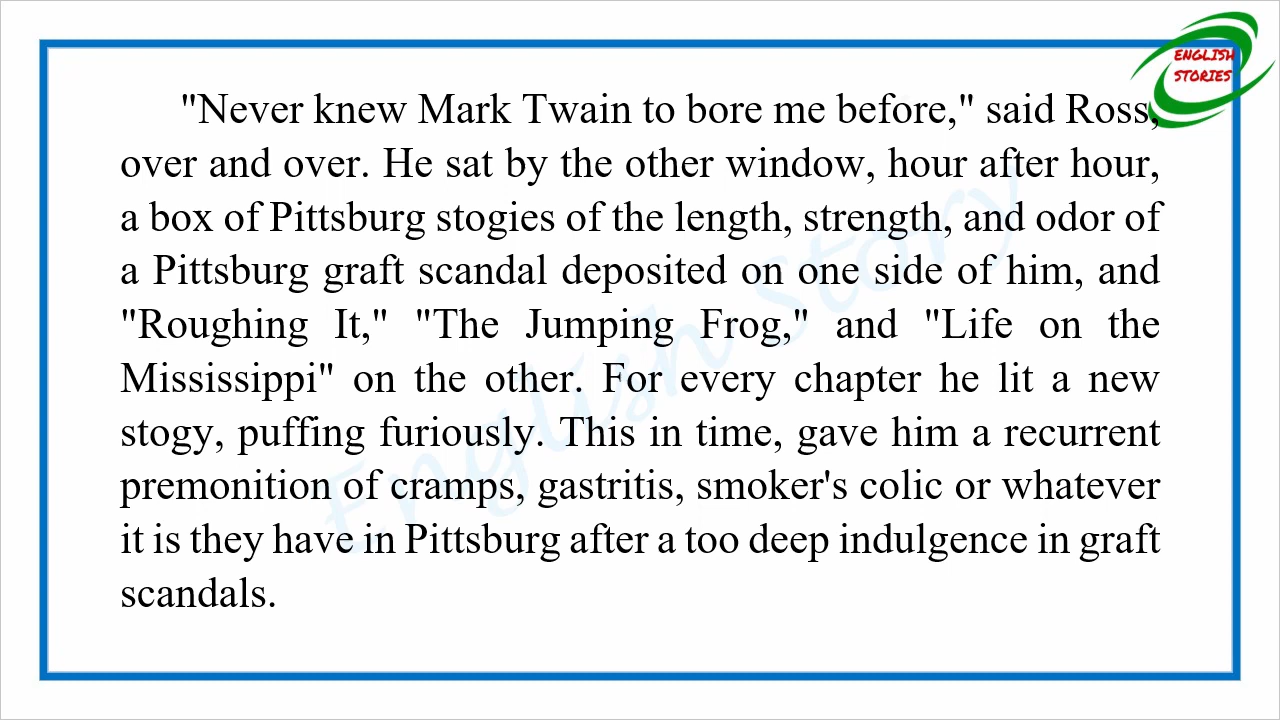 ENGLISH
STORIES
"Never knew Mark Twain to bore me before," said Ross,
over and over. He sat by the other window, hour after hour,
a box of Pittsburg stogies of the length, strength, and odor of
a Pittsburg graft scandal deposited on one side of him, and
"Roughing It," "The Jumping Frog," and "Life on the
Mississippi" on the other. For every chapter he lit a new
stogy, puffing furiously. This in time, gave him a recurrent
premonition of cramps, gastritis, smoker's colic or whatever
it is they have in Pittsburg after a too deep indulgence in graft
scandals.
English Story